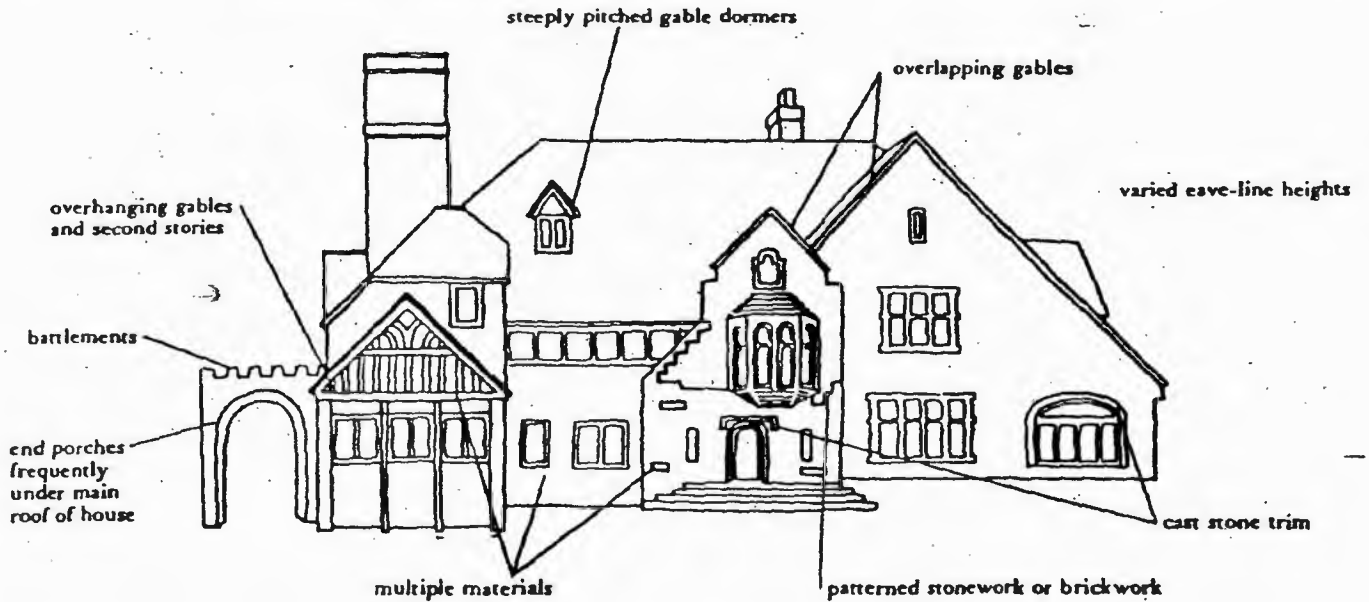 steeply pitched gable dormers
overlapping gables
varied eave-line heights
overhanging gables
and second stories
battlements
end porches
frequently
under main
roof of house
cast stone trim
multiple materials
patterned stonework or brickwork